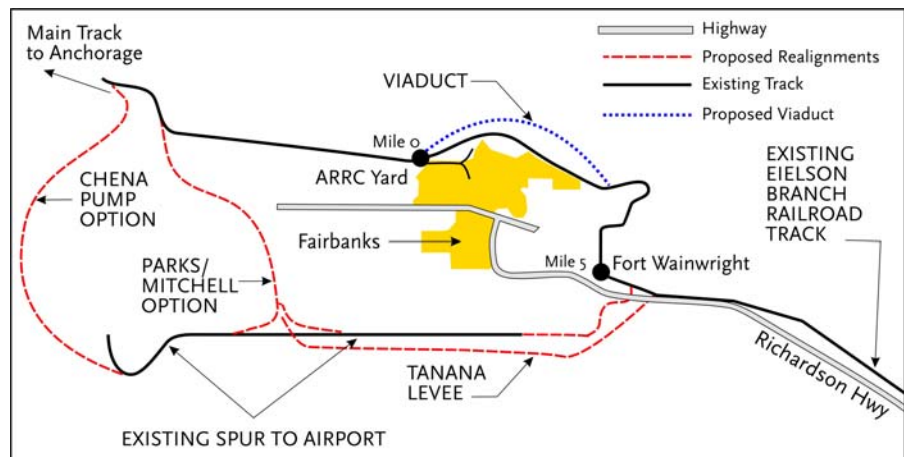 Main Track
to Anchorage
Highway
Proposed Realignments
Existing Track
Proposed Viaduct
VIADUCT
Mile 0
ARRC Yard
CHENA
PUMP
OPTION
EXISTING
EIELSON
BRANCH
RAILROAD
TRACK
Fairbanks
Mile 5
Fort Wainwright
PARKS/
MITCHELL
OPTION
TANANA
LEVEE
Richardson Hwy
EXISTING SPUR TO AIRPORT